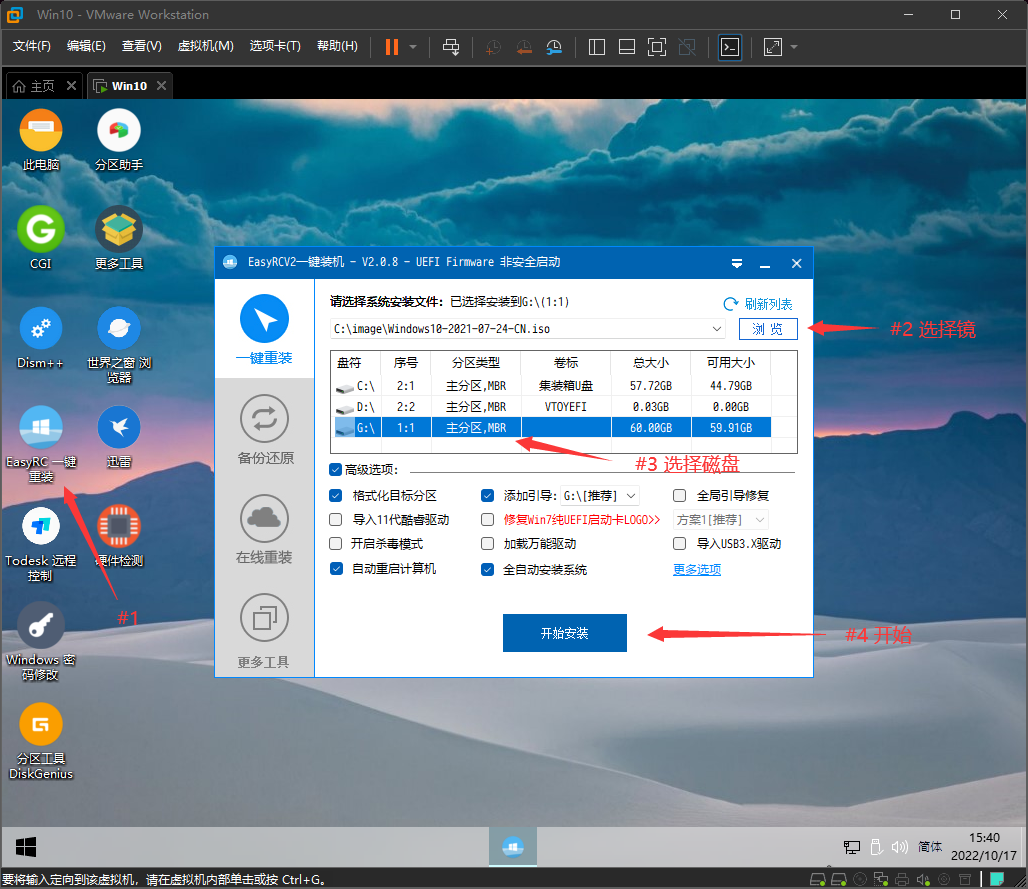 Win10 - VMware Workstation
文件(F) 编辑(E) 查看(V) 虚拟机(M) 选项卡(T) 帮助(H)
主页 Win10
此电脑
分区助手
CGI
更多工具
Dism++
世界之窗 浏
览器
EasyRC 一键
重装
迅雷
Todesk 远程
控制
硬件检测
Windows 密
码修改
分区工具
DiskGenius
#1
EasyRCV2一键装机 - V2.0.8 - UEFI Firmware 非安全启动
一键重装
备份还原
在线重装
更多工具
请选择系统安装文件: 已选择安装到G:\(1:1)
刷新列表
C:\image\Windows10-2021-07-24-CN.iso
浏 览
#2 选择镜
盘符 序号 分区类型 卷标 总大小 可用大小
C:\ 2:1 主分区,MBR 集装箱U盘 57.72GB 44.79GB
D:\ 2:2 主分区,MBR VTOYEFI 0.03GB 0.00GB
G:\ 1:1 主分区,MBR 60.00GB 59.91GB
#3 选择磁盘
高级选项:
格式化目标分区 添加引导: G:\[推荐] 全局引导修复
导入11代酷睿驱动 修复Win7纯UEFI启动卡LOGO>> 方案1[推荐]
开启杀毒模式 加载万能驱动 导入USB3.X驱动
自动重启计算机 全自动安装系统 更多选项
开始安装
#4 开始
简体
15:40
2022/10/17
要将输入定向到该虚拟机，请在虚拟机内部单击或按 Ctrl+G。